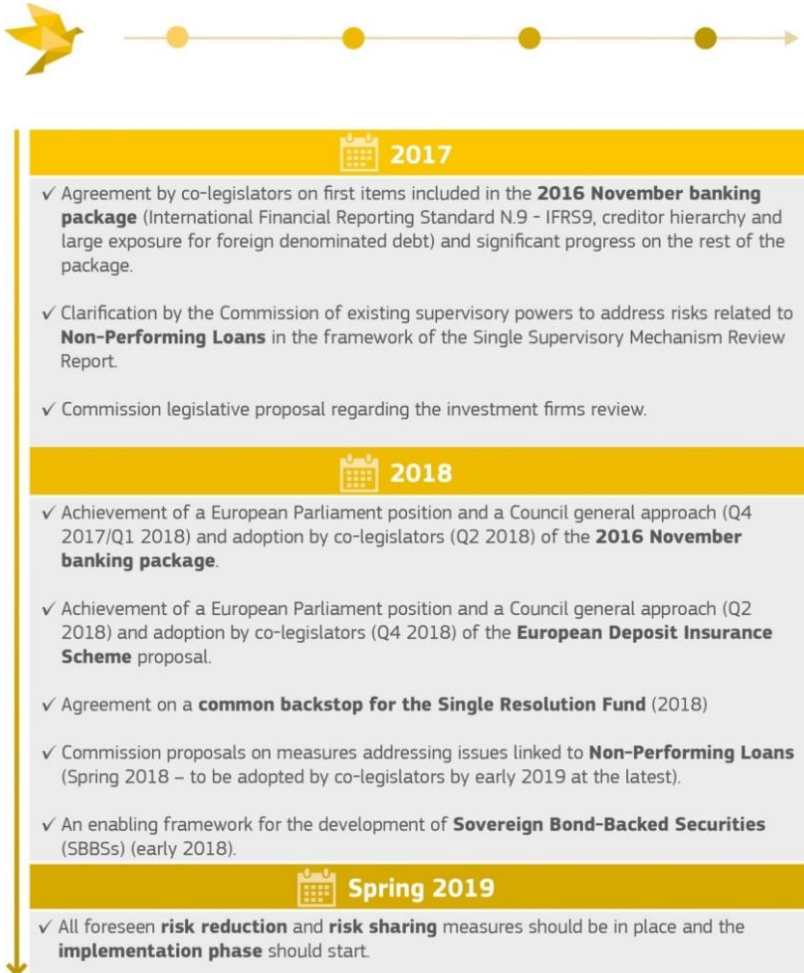 2017
✓ Agreement by co-legislators on first items included in the 2016 November banking
package (International Financial Reporting Standard N.9 - IFRS9, creditor hierarchy and
large exposure for foreign denominated debt) and significant progress on the rest of the
package.
✓ Clarification by the Commission of existing supervisory powers to address risks related to
Non-Performing Loans in the framework of the Single Supervisory Mechanism Review
Report.
✓ Commission legislative proposal regarding the investment firms review.
2018
✓ Achievement of a European Parliament position and a Council general approach (Q4
2017/Q1 2018) and adoption by co-legislators (Q2 2018) of the 2016 November
banking package.
✓ Achievement of a European Parliament position and a Council general approach (Q2
2018) and adoption by co-legislators (Q4 2018) of the European Deposit Insurance
Scheme proposal.
✓ Agreement on a common backstop for the Single Resolution Fund (2018)
✓ Commission proposals on measures addressing issues linked to Non-Performing Loans
(Spring 2018 – to be adopted by co-legislators by early 2019 at the latest).
✓ An enabling framework for the development of Sovereign Bond-Backed Securities
(SBBSs) (early 2018).
Spring 2019
✓ All foreseen risk reduction and risk sharing measures should be in place and the
implementation phase should start.